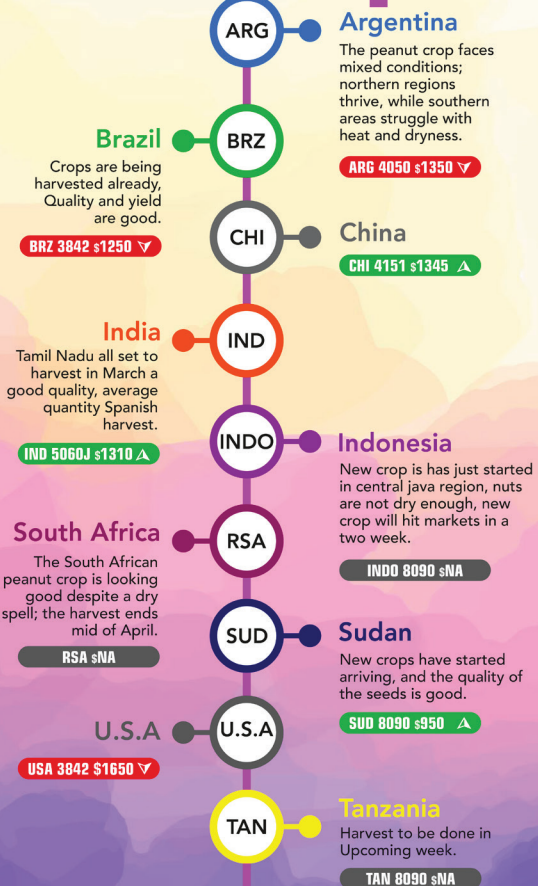 ARG
Argentina
The peanut crop faces
mixed conditions;
northern regions
thrive, while southern
areas struggle with
heat and dryness.
ARG 4050 $1350
Brazil
BRZ
Crops are being
harvested already,
Quality and yield
are good.
BRZ 3842 $1250
CHI
China
CHI 4151 $1345
India
IND
Tamil Nadu all set to
harvest in March a
good quality, average
quantity Spanish
harvest.
IND 5060J $1310
INDO
Indonesia
New crop is has just started
in central java region, nuts
are not dry enough, new
crop will hit markets in a
two week.
INDO 8090 $NA
South Africa
RSA
The South African
peanut crop is looking
good despite a dry
spell; the harvest ends
mid of April.
RSA $NA
SUD
Sudan
New crops have started
arriving, and the quality of
the seeds is good.
SUD 8090 $950
U.S.A
U.S.A
USA 3842 $1650
TAN
Tanzania
Harvest to be done in
Upcoming week.
TAN 8090 $NA